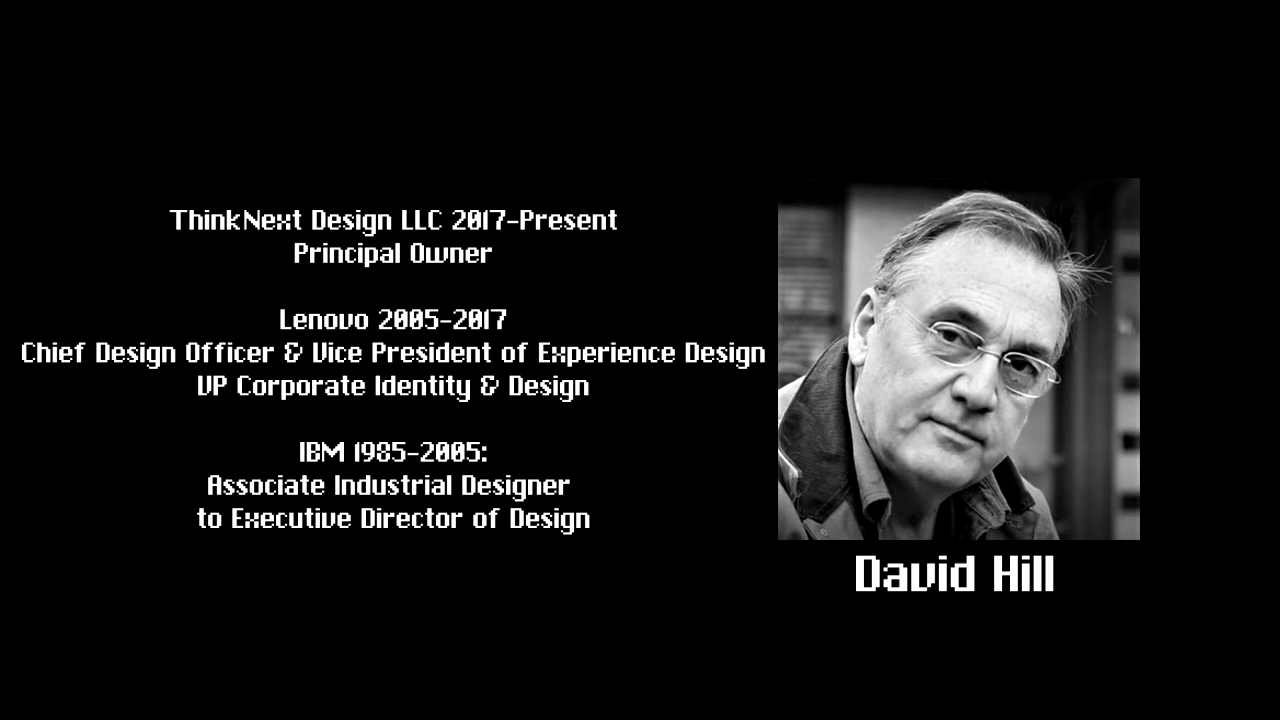 ThinkNext Design LLC 2017-Present
Principal Owner
Lenovo 2005-2017
Chief Design Officer & Vice President of Experience Design
VP Corporate Identity & Design
IBM 1985-2005:
Associate Industrial Designer
to Executive Director of Design
David Hill